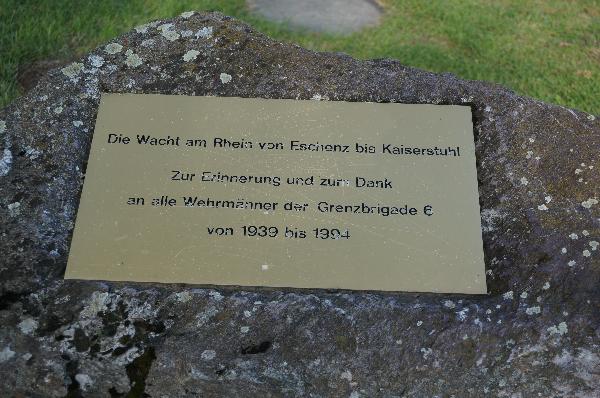 Die Wacht am Rhein von Eschenz bis Kaiserstuhl
Zur Erinnerung und zum Dank
an alle Wehrmänner der Grenzbrigade 6
von 1939 bis 1994